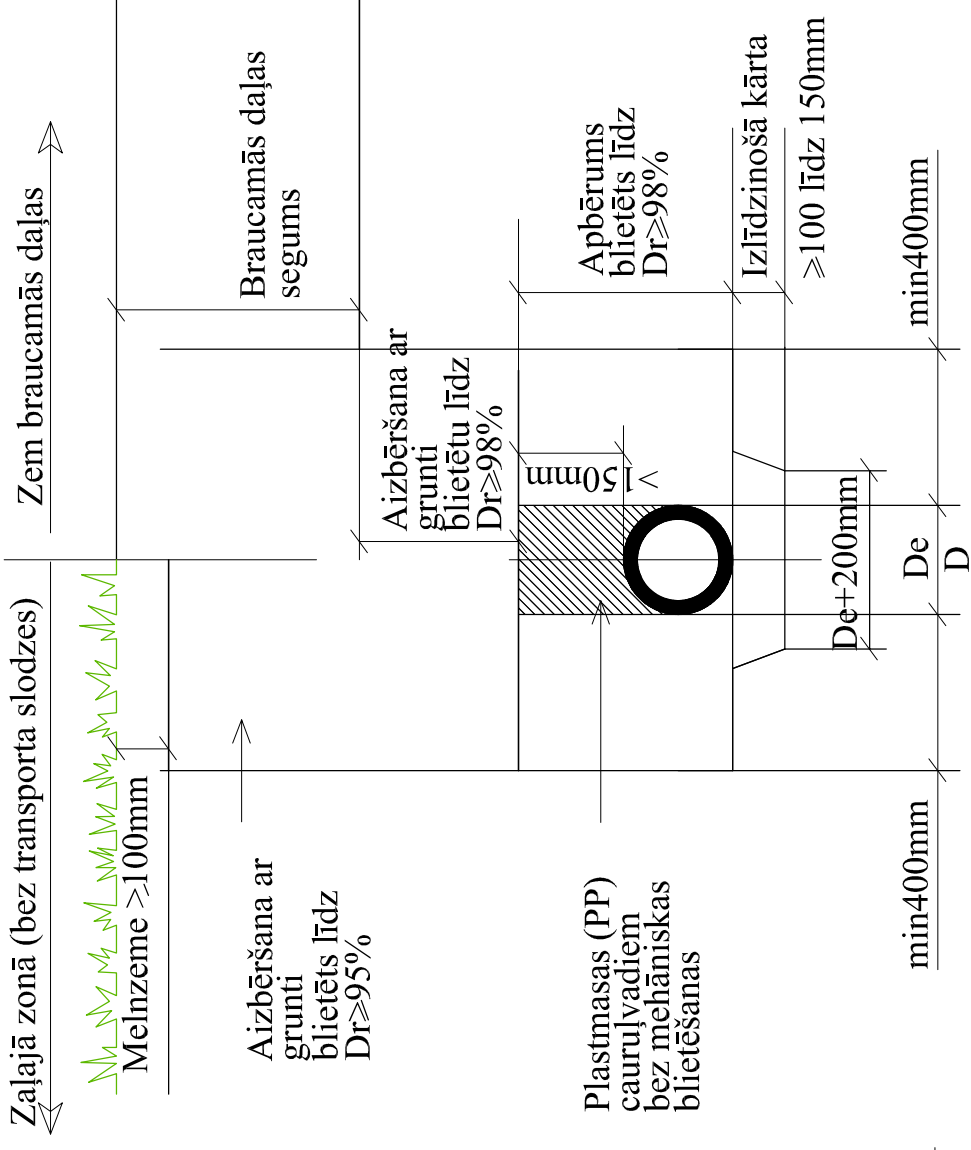 Zaļajā zonā (bez transporta slodzes)
Zem braucamās daļas
Melnzeme ≥100mm
Braucamās daļas
segums
Aizbēršana ar
grunti
blietēts līdz
Dr≥95%
Aizbēršana ar
grunti
blietētu līdz
Dr≥98%
Apbērums
blietēts līdz
Dr≥98%
>150mm
Izlīdzinošā kārta
≥100 līdz 150mm
Plastmasas (PP)
cauruļvadiem
bez mehāniskas
blietēšanas
De+200mm
min400mm
De
min400mm
D